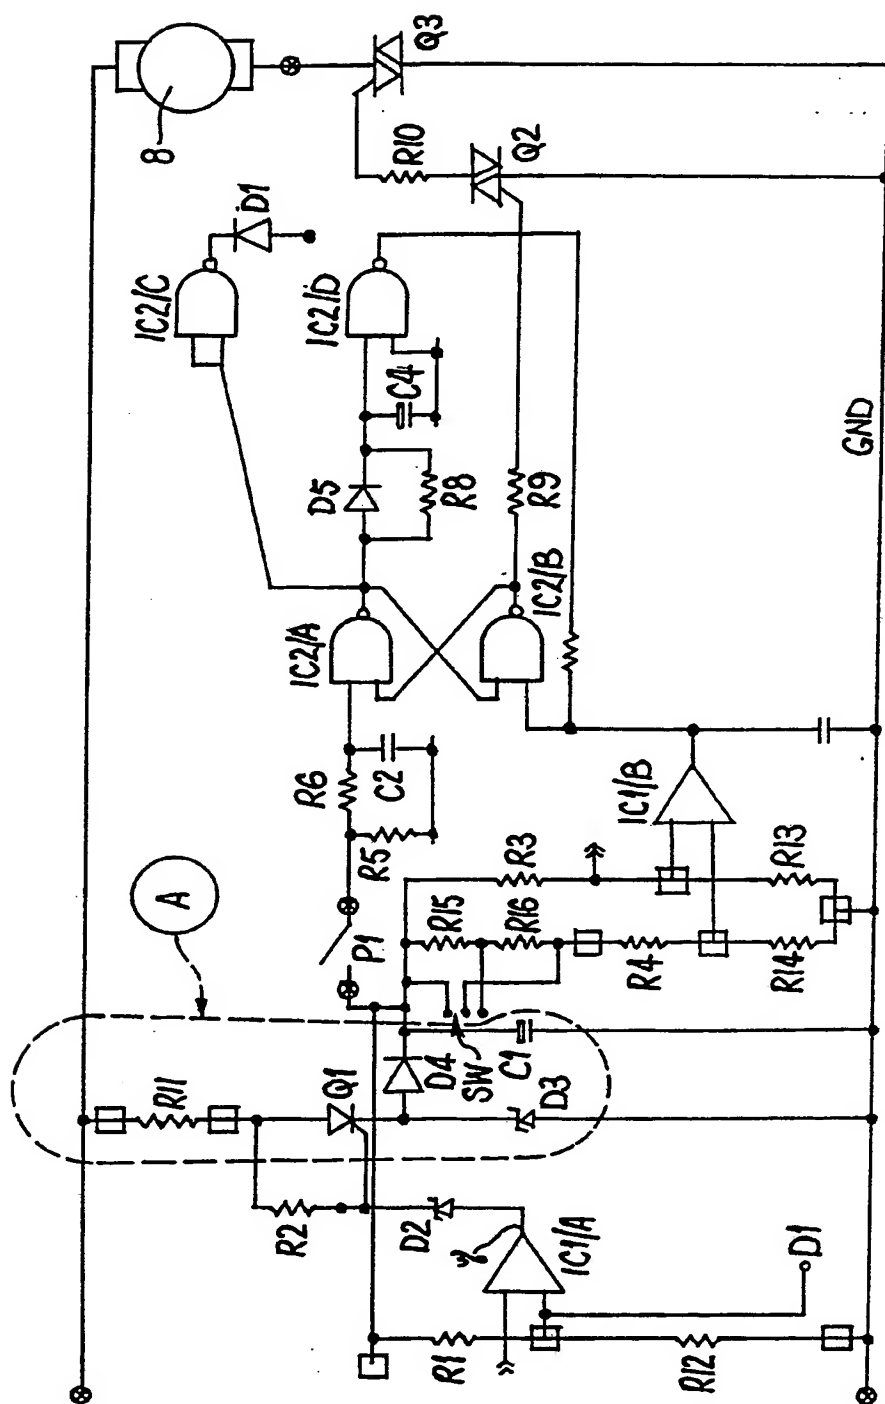 8
Q3
R10
Q2
D1
IC2/C
IC2/D
C4
D5
R8
R9
GND
IC2/A
IC2/B
R6
C2
R5
IC1/B
R3
R13
A
P1
R15
R16
R4
R14
SW
C1
D4
D3
R11
Q1
R2
D2
IC1/A
D1
R1
R12